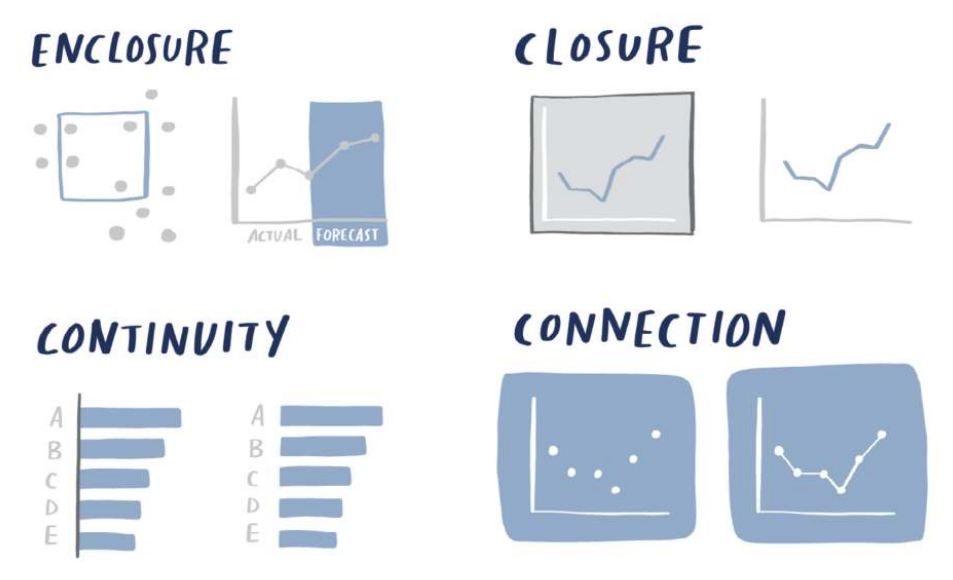 ENCLOSURE
ACTUAL FORECAST
CLOSURE
CONTINUITY
A
B
C
D
E
A
B
C
D
E
CONNECTION